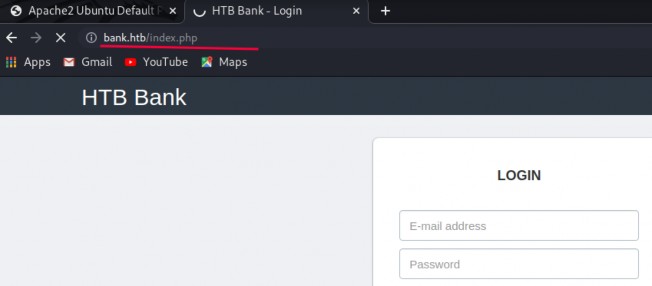 Apache2 Ubuntu Default P
HTB Bank - Login
bank.htb/index.php
Apps Gmail YouTube Maps
HTB Bank
LOGIN
E-mail address
Password